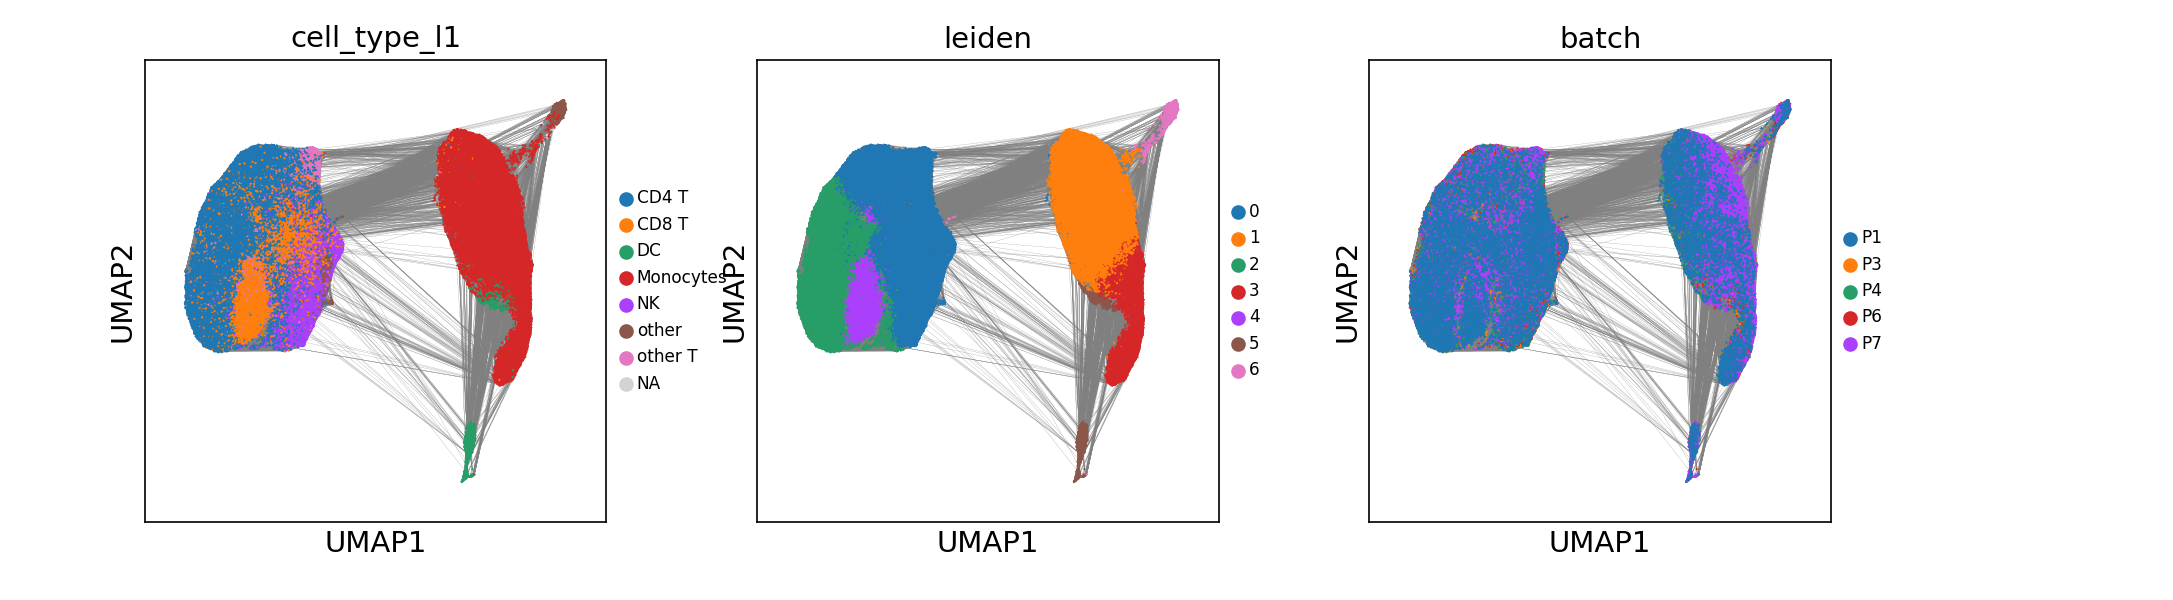 cell_type_l1
UMAP2
UMAP1
CD4 T
CD8 T
DC
Monocytes
NK
other
other T
NA
leiden
UMAP2
UMAP1
0
1
2
3
4
5
6
batch
UMAP2
UMAP1
P1
P3
P4
P6
P7